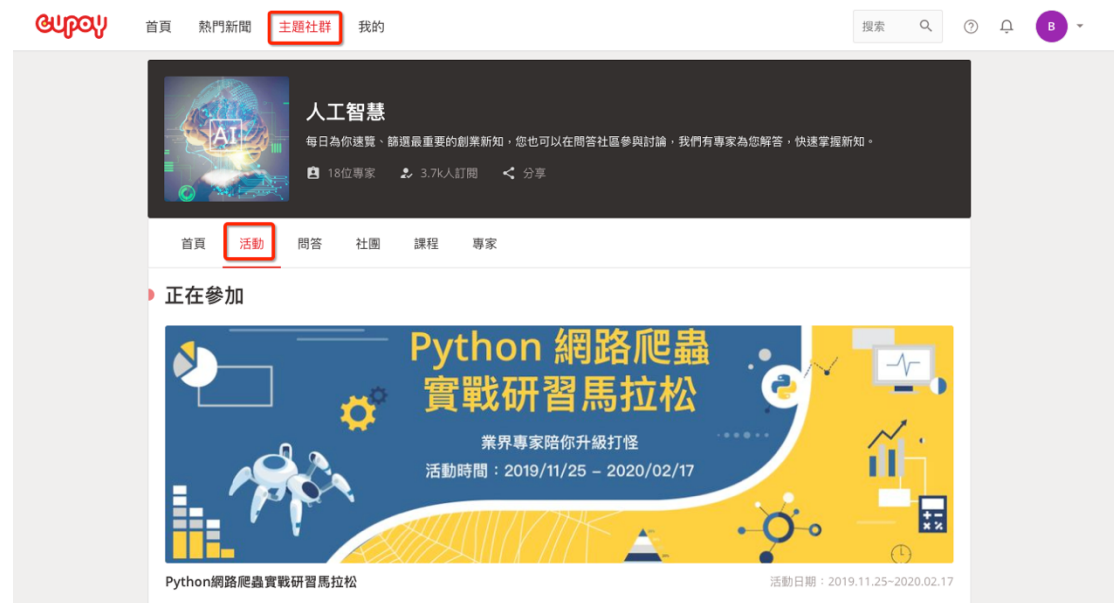 cupoy 首頁 熱門新聞 主題社群 我的 搜索 B
AI
人工智慧
每日為你速覽、篩選最重要的創業新知，您也可以在問答社區參與討論，我們有專家為您解答，快速掌握新知。
18位專家 3.7k人訂閱 分享
首頁 活動 問答 社團 課程 專家
正在參加
Python 網路爬蟲
實戰研習馬拉松
業界專家陪你升級打怪
活動時間：2019/11/25 – 2020/02/17
Python網路爬蟲實戰研習馬拉松 活動日期：2019.11.25~2020.02.17